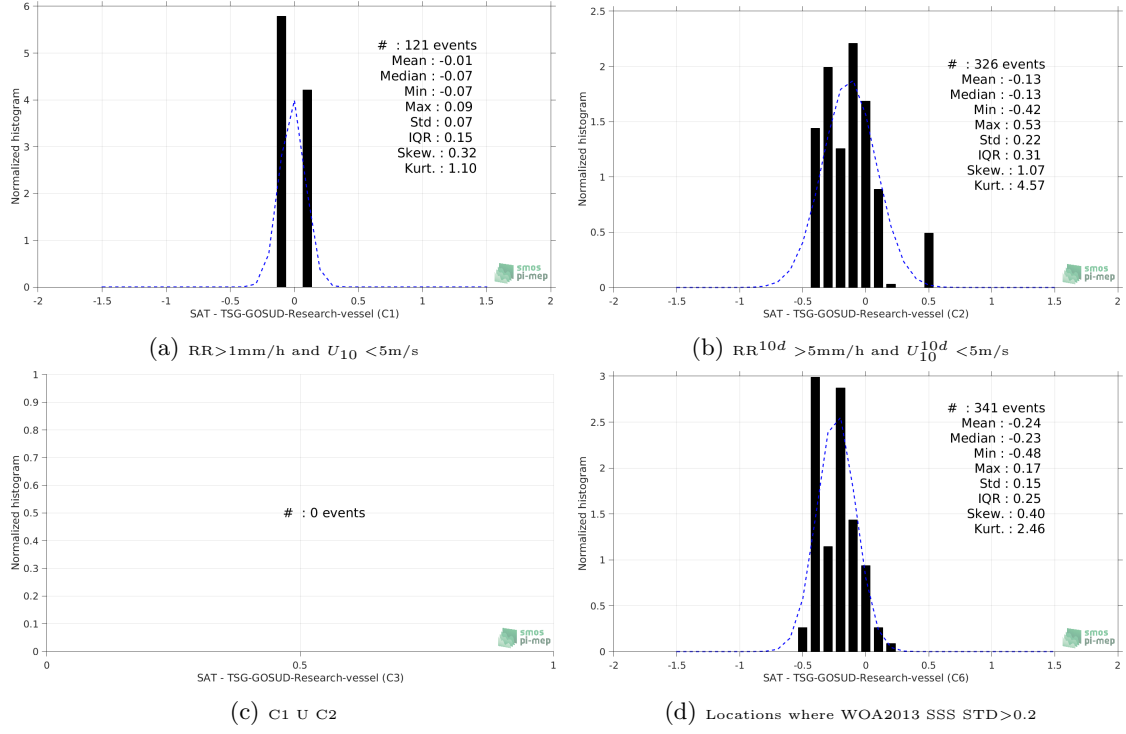 6
5
4
3
2
1
0
Normalized histogram
# : 121 events
Mean : -0.01
Median : -0.07
Min : -0.07
Max : 0.09
Std : 0.07
IQR : 0.15
Skew. : 0.32
Kurt. : 1.10
smos
pi-mep
-2 -1.5 -1 -0.5 0 0.5 1 1.5 2
SAT - TSG-GOSUD-Research-vessel (C1)
(a) RR>1mm/h and U10 <5m/s
2.5
2
1.5
1
0.5
0
Normalized histogram
# : 326 events
Mean : -0.13
Median : -0.13
Min : -0.42
Max : 0.53
Std : 0.22
IQR : 0.31
Skew. : 1.07
Kurt. : 4.57
smos
pi-mep
-2 -1.5 -1 -0.5 0 0.5 1 1.5 2
SAT - TSG-GOSUD-Research-vessel (C2)
(b) RR^10d >5mm/h and U10^10d <5m/s
1
0.9
0.8
0.7
0.6
0.5
0.4
0.3
0.2
0.1
0
Normalized histogram
# : 0 events
smos
pi-mep
0 0.5 1
SAT - TSG-GOSUD-Research-vessel (C3)
(c) C1 U C2
3
2.5
2
1.5
1
0.5
0
Normalized histogram
# : 341 events
Mean : -0.24
Median : -0.23
Min : -0.48
Max : 0.17
Std : 0.15
IQR : 0.25
Skew. : 0.40
Kurt. : 2.46
smos
pi-mep
-2 -1.5 -1 -0.5 0 0.5 1 1.5 2
SAT - TSG-GOSUD-Research-vessel (C6)
(d) Locations where WOA2013 SSS STD>0.2